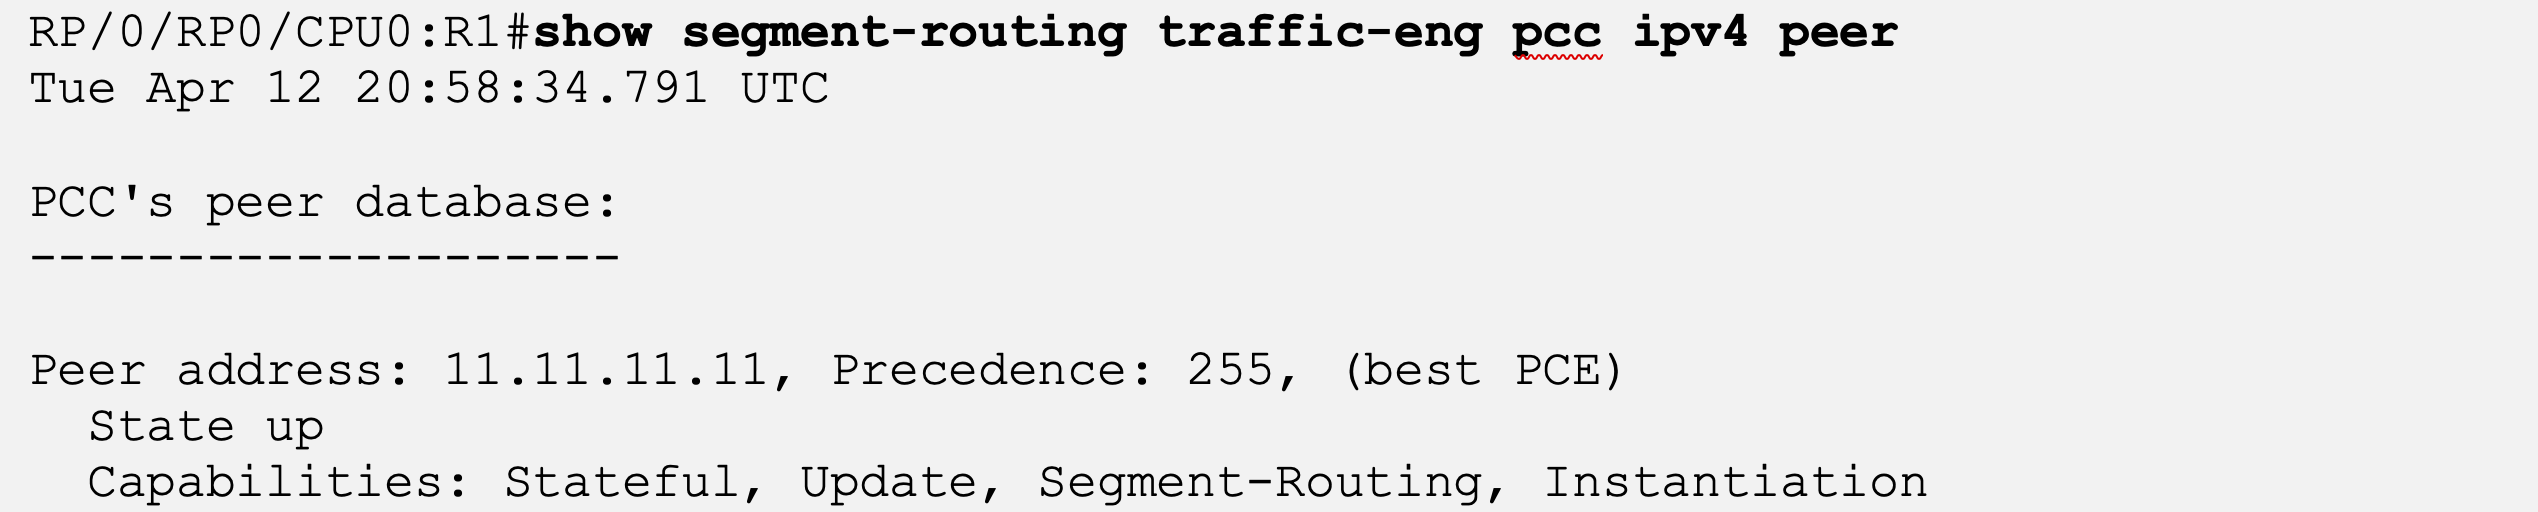 RP/0/RP0/CPU0:R1#show segment-routing traffic-eng pcc ipv4 peer
Tue Apr 12 20:58:34.791 UTC
PCC's peer database:
--------------------
Peer address: 11.11.11.11, Precedence: 255, (best PCE)
  State up
  Capabilities: Stateful, Update, Segment-Routing, Instantiation